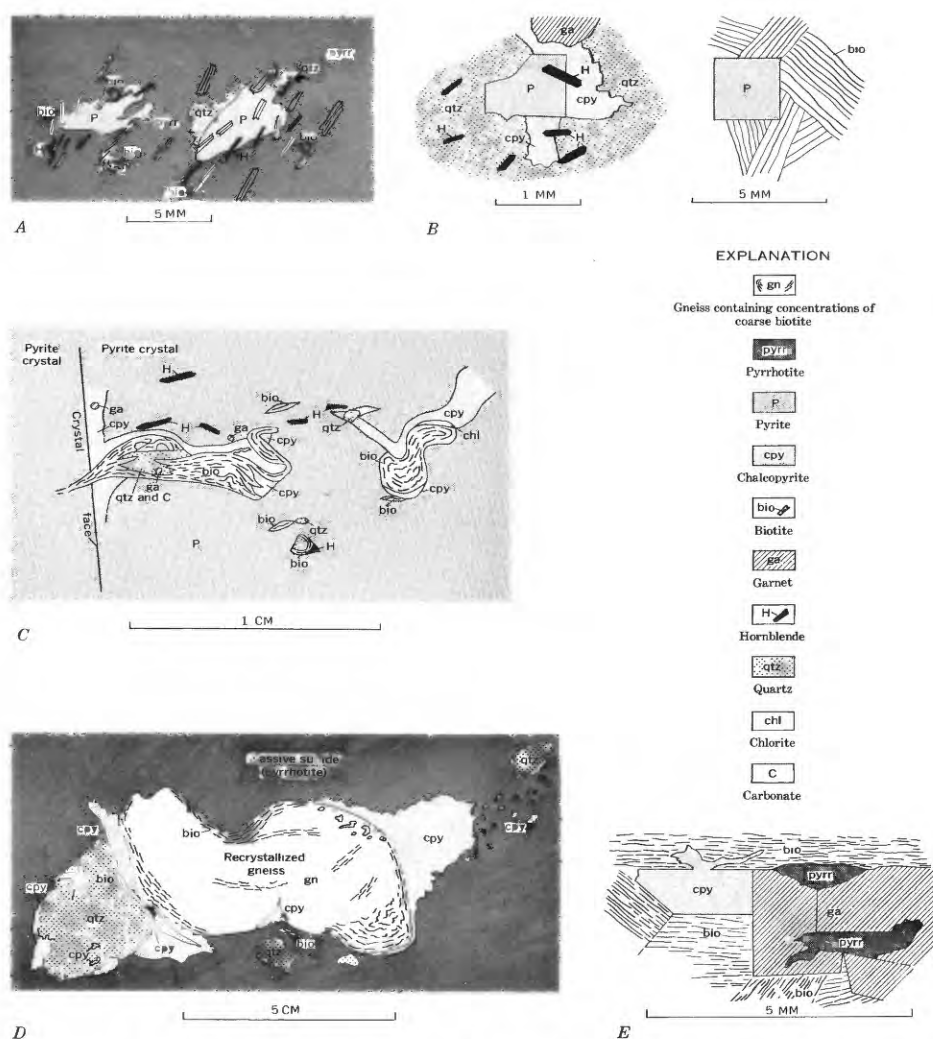 pyrr
qtz
bio
P
qtz
P
H
bio
5 MM
A
ga
H
P
qtz
cpy
qtz
H
cpy
H
1 MM
B
bio
P
5 MM
EXPLANATION
gn
Gneiss containing concentrations of
coarse biotite
pyrr
Pyrrhotite
P
Pyrite
cpy
Chalcopyrite
bio
Biotite
ga
Garnet
H
Hornblende
qtz
Quartz
chl
Chlorite
C
Carbonate
Pyrite
crystal
Pyrite crystal
H
ga
bio
H
cpy
cpy
H
ga
qtz
cpy
chl
Crystal
face
bio
bio
ga
qtz and C
cpy
cpy
bio
bio
qtz
P
H
bio
1 CM
C
(pyrrhotite)
qtz
cpy
bio
cpy
cpy
Recrystallized
gneiss
gn
bio
cpy
qtz
cpy
cpy
cpy
bio
qtz
5 CM
D
bio
pyrr
cpy
ga
bio
pyrr
bio
5 MM
E